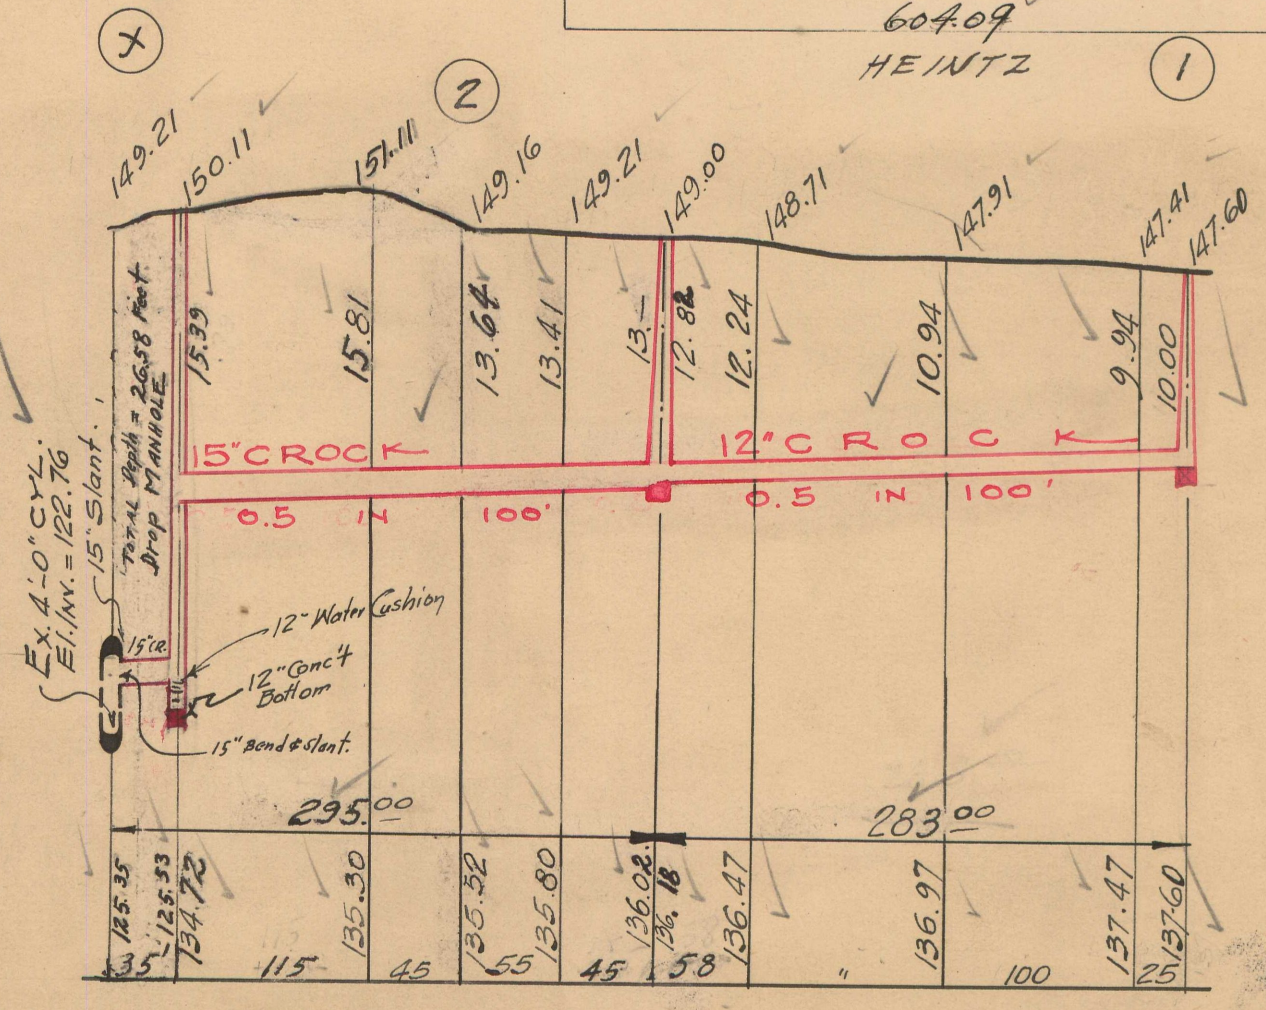 604.09
HEINTZ
X
2
1
149.21
150.11
151.11
149.16
149.21
149.00
148.71
147.91
147.41
147.60
15.39
15.81
13.64
13.41
13.–
12.82
12.24
10.94
9.94
10.00
TOTAL Depth = 26.58 Feet.
Drop MANHOLE
15" CROCK
12" CROCK
0.5 IN 100'
0.5 IN 100'
Ex. 4'-0" CYL.
El. INV. = 122.76
15" Slant.
15" CR.
12" Water Cushion
12" Conc't
Bottom
15" Bend & Slant.
295.00
283 00
125.35
125.53
134.72
135.30
135.52
135.80
136.02
136.18
136.47
136.97
137.47
137.60
35 115 45 55 45 58 " 100 25